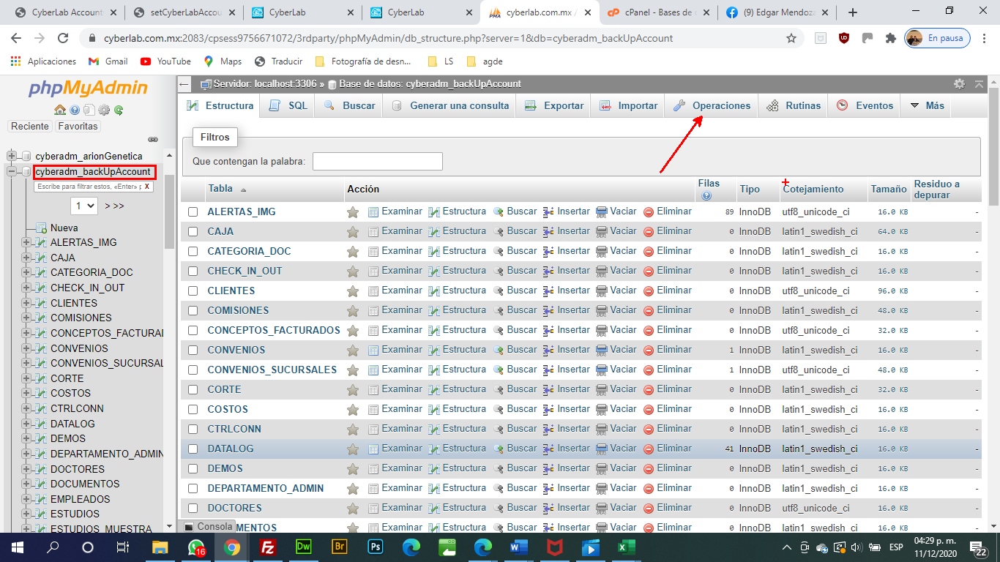 CyberLab Account
setCyberLabAccou
CyberLab
CyberLab
cyberlab.com.mx /
cPanel - Bases de
(9) Edgar Mendoza
cyberlab.com.mx:2083/cpsess9756671072/3rdparty/phpMyAdmin/db_structure.php?server=1&db=cyberadm_backUpAccount
En pausa
Aplicaciones
Gmail
YouTube
Maps
Traducir
Fotografía de desn...
LS
agde
phpMyAdmin
Reciente
Favoritas
cyberadm_arionGenetica
cyberadm_backUpAccount
Escribe para filtrar estos, «Enter» p X
1 > >>
Nueva
ALERTAS_IMG
CAJA
CATEGORIA_DOC
CHECK_IN_OUT
CLIENTES
COMISIONES
CONCEPTOS_FACTURAD
CONVENIOS
CONVENIOS_SUCURSAL
CORTE
COSTOS
CTRLCONN
DATALOG
DEMOS
DEPARTAMENTO_ADMIN
DOCTORES
DOCUMENTOS
EMPLEADOS
ESTUDIOS
ESTUDIOS_MUESTRA
Servidor: localhost:3306 » Base de datos: cyberadm_backUpAccount
Estructura SQL Buscar Generar una consulta Exportar Importar Operaciones Rutinas Eventos Más
Filtros
Que contengan la palabra:
Tabla Acción Filas Tipo Cotejamiento Tamaño Residuo a depurar
ALERTAS_IMG Examinar Estructura Buscar Insertar Vaciar Eliminar 89 InnoDB utf8_unicode_ci 16.0 KB -
CAJA Examinar Estructura Buscar Insertar Vaciar Eliminar 0 InnoDB latin1_swedish_ci 64.0 KB -
CATEGORIA_DOC Examinar Estructura Buscar Insertar Vaciar Eliminar 0 InnoDB latin1_swedish_ci 16.0 KB -
CHECK_IN_OUT Examinar Estructura Buscar Insertar Vaciar Eliminar 0 InnoDB latin1_swedish_ci 16.0 KB -
CLIENTES Examinar Estructura Buscar Insertar Vaciar Eliminar 0 InnoDB utf8_unicode_ci 96.0 KB -
COMISIONES Examinar Estructura Buscar Insertar Vaciar Eliminar 0 InnoDB latin1_swedish_ci 48.0 KB -
CONCEPTOS_FACTURADOS Examinar Estructura Buscar Insertar Vaciar Eliminar 0 InnoDB utf8_unicode_ci 32.0 KB -
CONVENIOS Examinar Estructura Buscar Insertar Vaciar Eliminar 1 InnoDB latin1_swedish_ci 16.0 KB -
CONVENIOS_SUCURSALES Examinar Estructura Buscar Insertar Vaciar Eliminar 1 InnoDB utf8_unicode_ci 48.0 KB -
CORTE Examinar Estructura Buscar Insertar Vaciar Eliminar 0 InnoDB latin1_swedish_ci 32.0 KB -
COSTOS Examinar Estructura Buscar Insertar Vaciar Eliminar 0 InnoDB latin1_swedish_ci 16.0 KB -
CTRLCONN Examinar Estructura Buscar Insertar Vaciar Eliminar 0 InnoDB latin1_swedish_ci 16.0 KB -
DATALOG Examinar Estructura Buscar Insertar Vaciar Eliminar 41 InnoDB latin1_swedish_ci 16.0 KB -
DEMOS Examinar Estructura Buscar Insertar Vaciar Eliminar 0 InnoDB latin1_swedish_ci 16.0 KB -
DEPARTAMENTO_ADMIN Examinar Estructura Buscar Insertar Vaciar Eliminar 0 InnoDB latin1_swedish_ci 16.0 KB -
DOCTORES Examinar Estructura Buscar Insertar Vaciar Eliminar 0 InnoDB utf8_unicode_ci 16.0 KB -
Consola MENTOS Examinar Estructura Buscar Insertar Vaciar Eliminar 0 InnoDB latin1_swedish_ci 16.0 KB -
16
Fz
Dw
Br
Ps
ESP
04:29 p. m.
11/12/2020
22